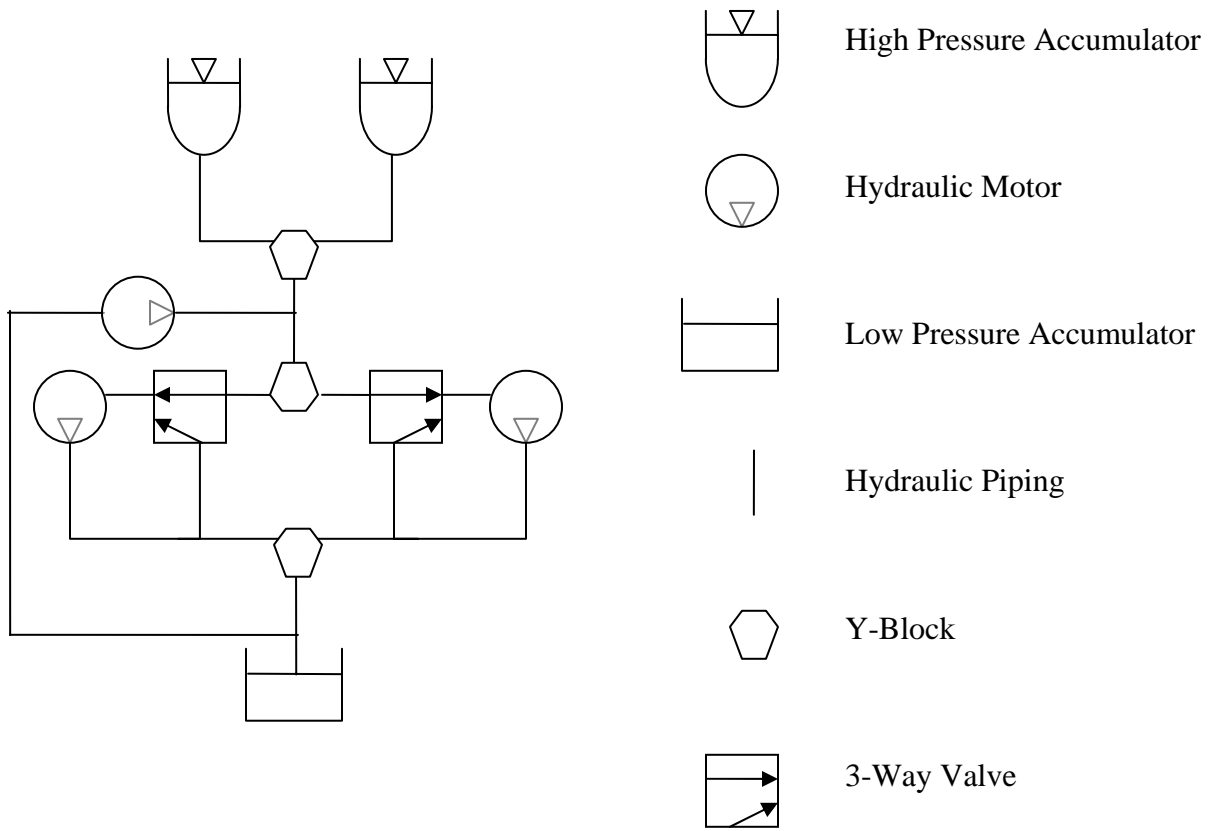 High Pressure Accumulator
Hydraulic Motor
Low Pressure Accumulator
Hydraulic Piping
Y-Block
3-Way Valve